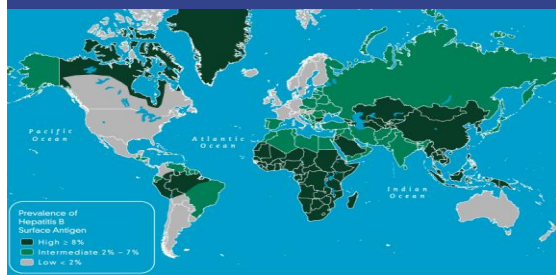 Pacific
Ocean
Atlantic
Ocean
Indian
Ocean
Prevalence of
Hepatitis B
Surface Antigen
High ≥ 8%
Intermediate 2% - 7%
Low < 2%